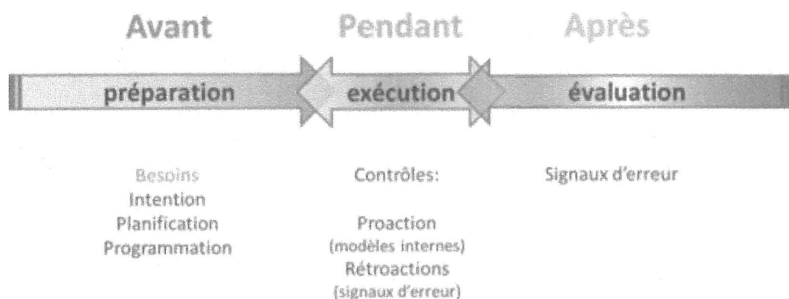 Avant Pendant Après
préparation exécution évaluation
Besoins
Intention
Planification
Programmation
Contrôles:
Proaction
(modèles internes)
Rétroactions
(signaux d'erreur)
Signaux d'erreur